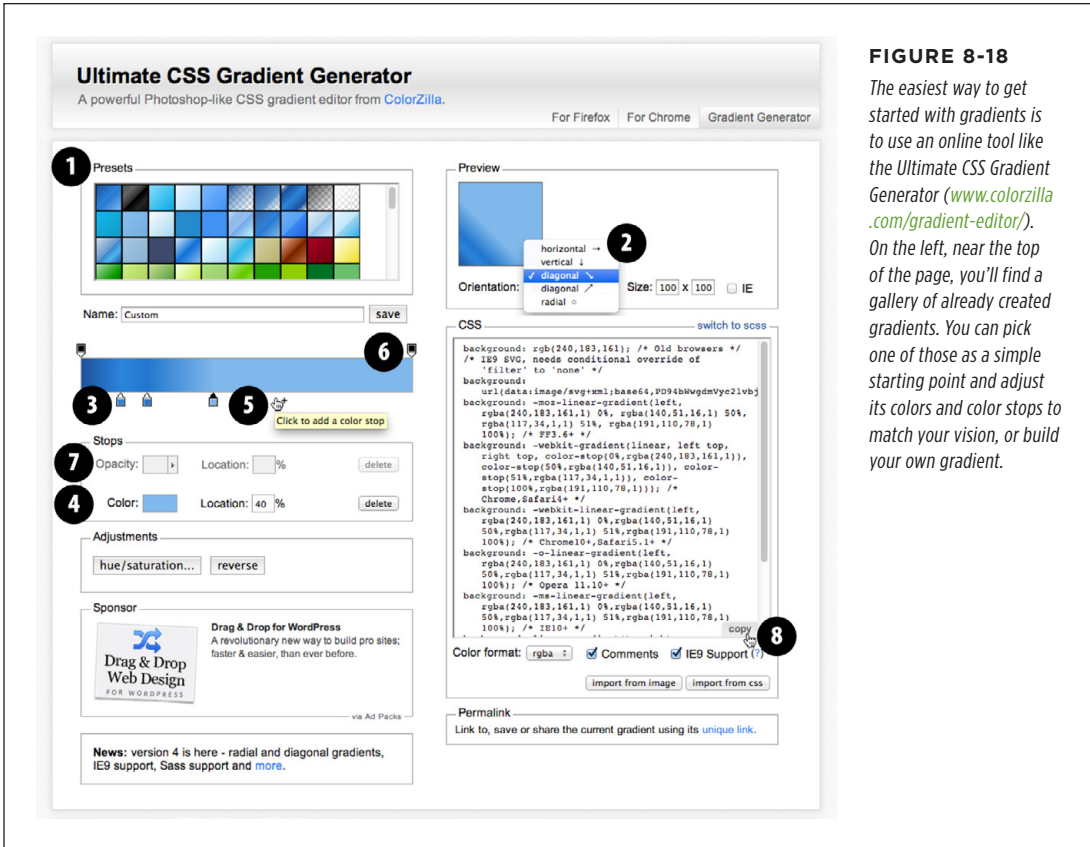 Ultimate CSS Gradient Generator
A powerful Photoshop-like CSS gradient editor from ColorZilla.
For Firefox For Chrome Gradient Generator
1
Presets
Name: Custom save
6
3
5
Click to add a color stop
Stops
7
Opacity: Location: % delete
4
Color: Location: 40 % delete
Adjustments
hue/saturation... reverse
Sponsor
Drag & Drop
Web Design
FOR WORDPRESS
Drag & Drop for WordPress
A revolutionary new way to build pro sites;
faster & easier, than ever before.
via Ad Packs
News: version 4 is here - radial and diagonal gradients,
IE9 support, Sass support and more.
Preview
2
horizontal →
vertical ↓
✓ diagonal ↘
diagonal ↗
radial ○
Orientation: Size: 100 x 100 IE
CSS switch to scss
background: rgb(240,183,161); /* Old browsers */
/* IE9 SVG, needs conditional override of
'filter' to 'none' */
background:
url(data:image/svg+xml;base64,PD94bWwgdmVyc2lvbj
background: -moz-linear-gradient(left,
rgba(240,183,161,1) 0%, rgba(140,51,16,1) 50%,
rgba(117,34,1,1) 51%, rgba(191,110,78,1)
100%); /* FF3.6+ */
background: -webkit-gradient(linear, left top,
right top, color-stop(0%,rgba(240,183,161,1)),
color-stop(50%,rgba(140,51,16,1)), color-
stop(51%,rgba(117,34,1,1)), color-
stop(100%,rgba(191,110,78,1))); /*
Chrome,Safari4+ */
background: -webkit-linear-gradient(left,
rgba(240,183,161,1) 0%,rgba(140,51,16,1)
50%,rgba(117,34,1,1) 51%,rgba(191,110,78,1)
100%); /* Chrome10+,Safari5.1+ */
background: -o-linear-gradient(left,
rgba(240,183,161,1) 0%,rgba(140,51,16,1)
50%,rgba(117,34,1,1) 51%,rgba(191,110,78,1)
100%); /* Opera 11.10+ */
background: -ms-linear-gradient(left,
rgba(240,183,161,1) 0%,rgba(140,51,16,1)
50%,rgba(117,34,1,1) 51%,rgba(191,110,78,1)
100%); /* IE10+ */
copy
8
Color format: rgba Comments IE9 Support (?)
import from image import from css
Permalink
Link to, save or share the current gradient using its unique link.
FIGURE 8-18
The easiest way to get
started with gradients is
to use an online tool like
the Ultimate CSS Gradient
Generator (www.colorzilla
.com/gradient-editor/).
On the left, near the top
of the page, you'll find a
gallery of already created
gradients. You can pick
one of those as a simple
starting point and adjust
its colors and color stops to
match your vision, or build
your own gradient.